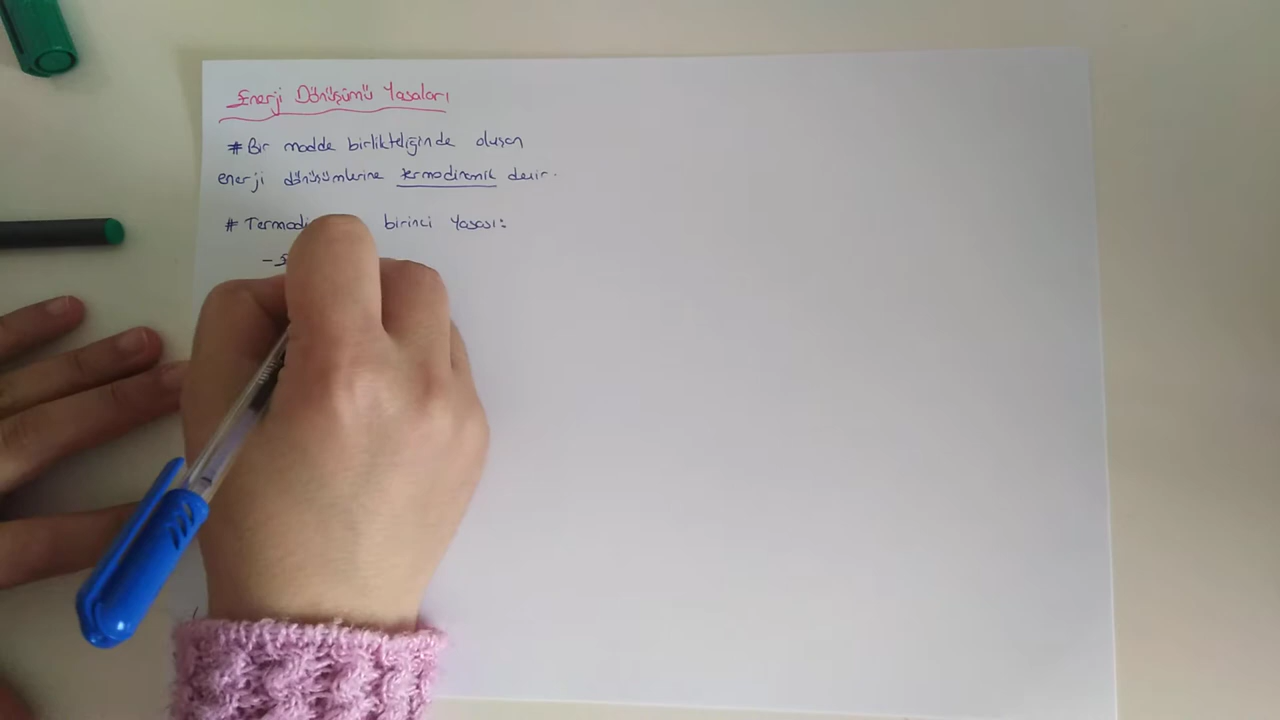 Enerji Dönüşümü Yasaları
# Bir madde birlikteliğinde oluşan
enerji dönüşümlerine termodinamik denir.
# Termodi birinci Yasası:
-